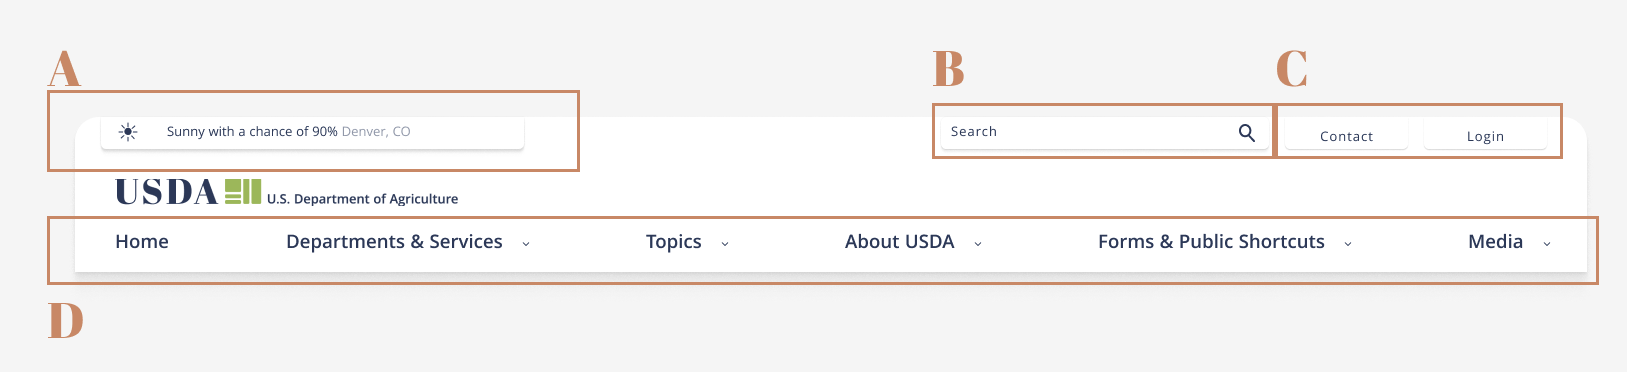 A
B
C
Sunny with a chance of 90% Denver, CO
Search
Contact
Login
USDA U.S. Department of Agriculture
Home
Departments & Services
Topics
About USDA
Forms & Public Shortcuts
Media
D